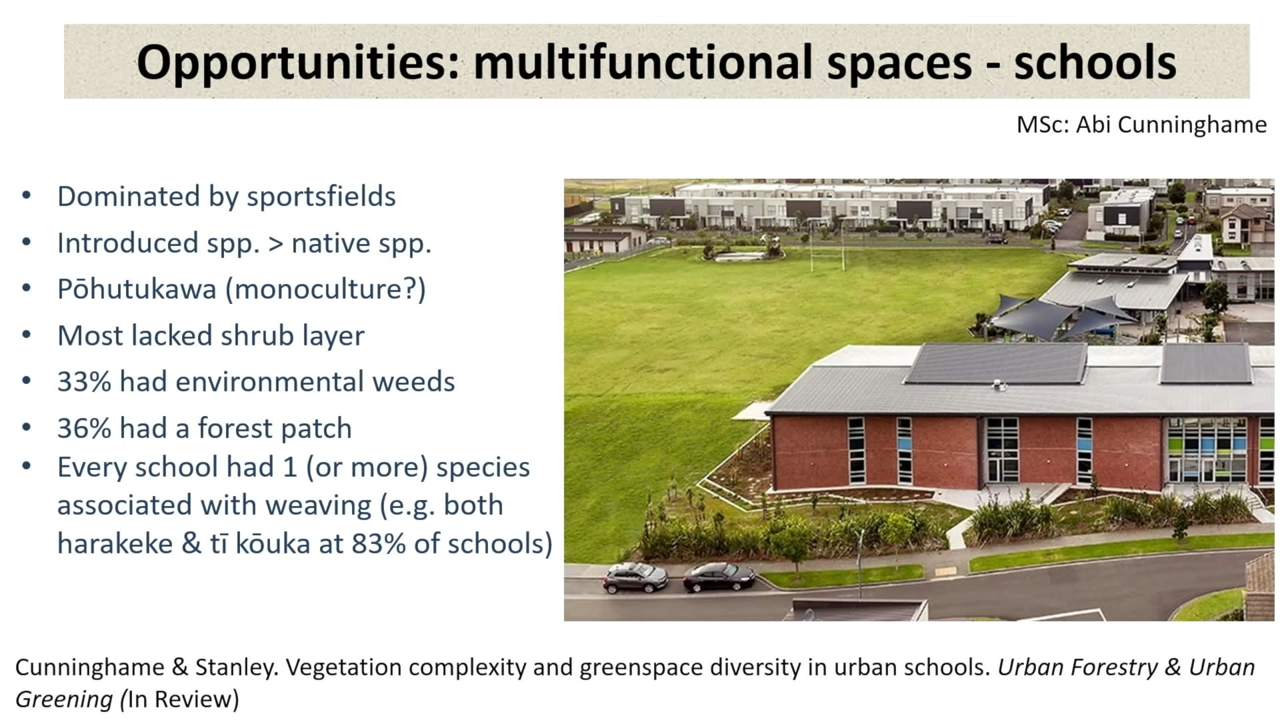 Opportunities: multifunctional spaces - schools
MSc: Abi Cunninghame
• Dominated by sportsfields
• Introduced spp. > native spp.
• Pōhutukawa (monoculture?)
• Most lacked shrub layer
• 33% had environmental weeds
• 36% had a forest patch
• Every school had 1 (or more) species
associated with weaving (e.g. both
harakeke & tī kōuka at 83% of schools)
Cunninghame & Stanley. Vegetation complexity and greenspace diversity in urban schools. Urban Forestry & Urban
Greening (In Review)